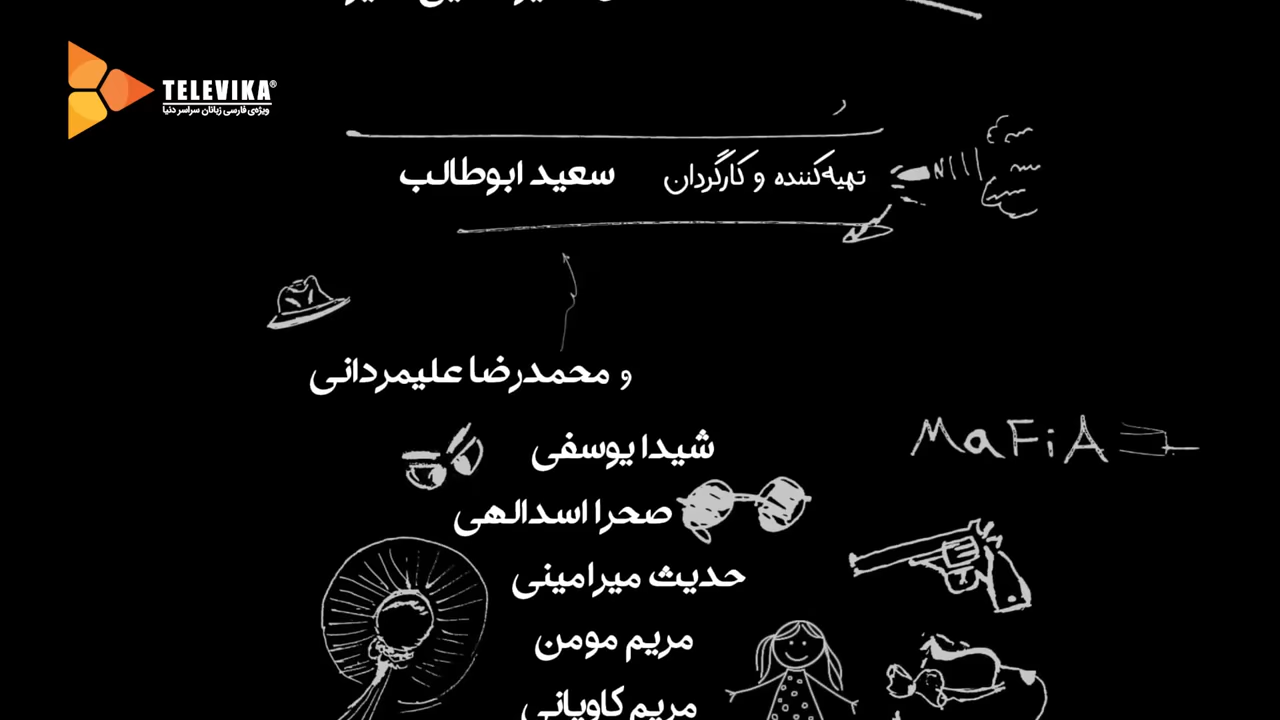 TELEVIKA®
ویژه‌ی فارسی زبانان سراسر دنیا
تهیه‌کننده و کارگردان سعید ابوطالب
و محمدرضا علیمردانی
شیدا یوسفی
صحرا اسدالهی
MaFiA
حدیث میرامینی
مریم مومن
مریم کاویانی